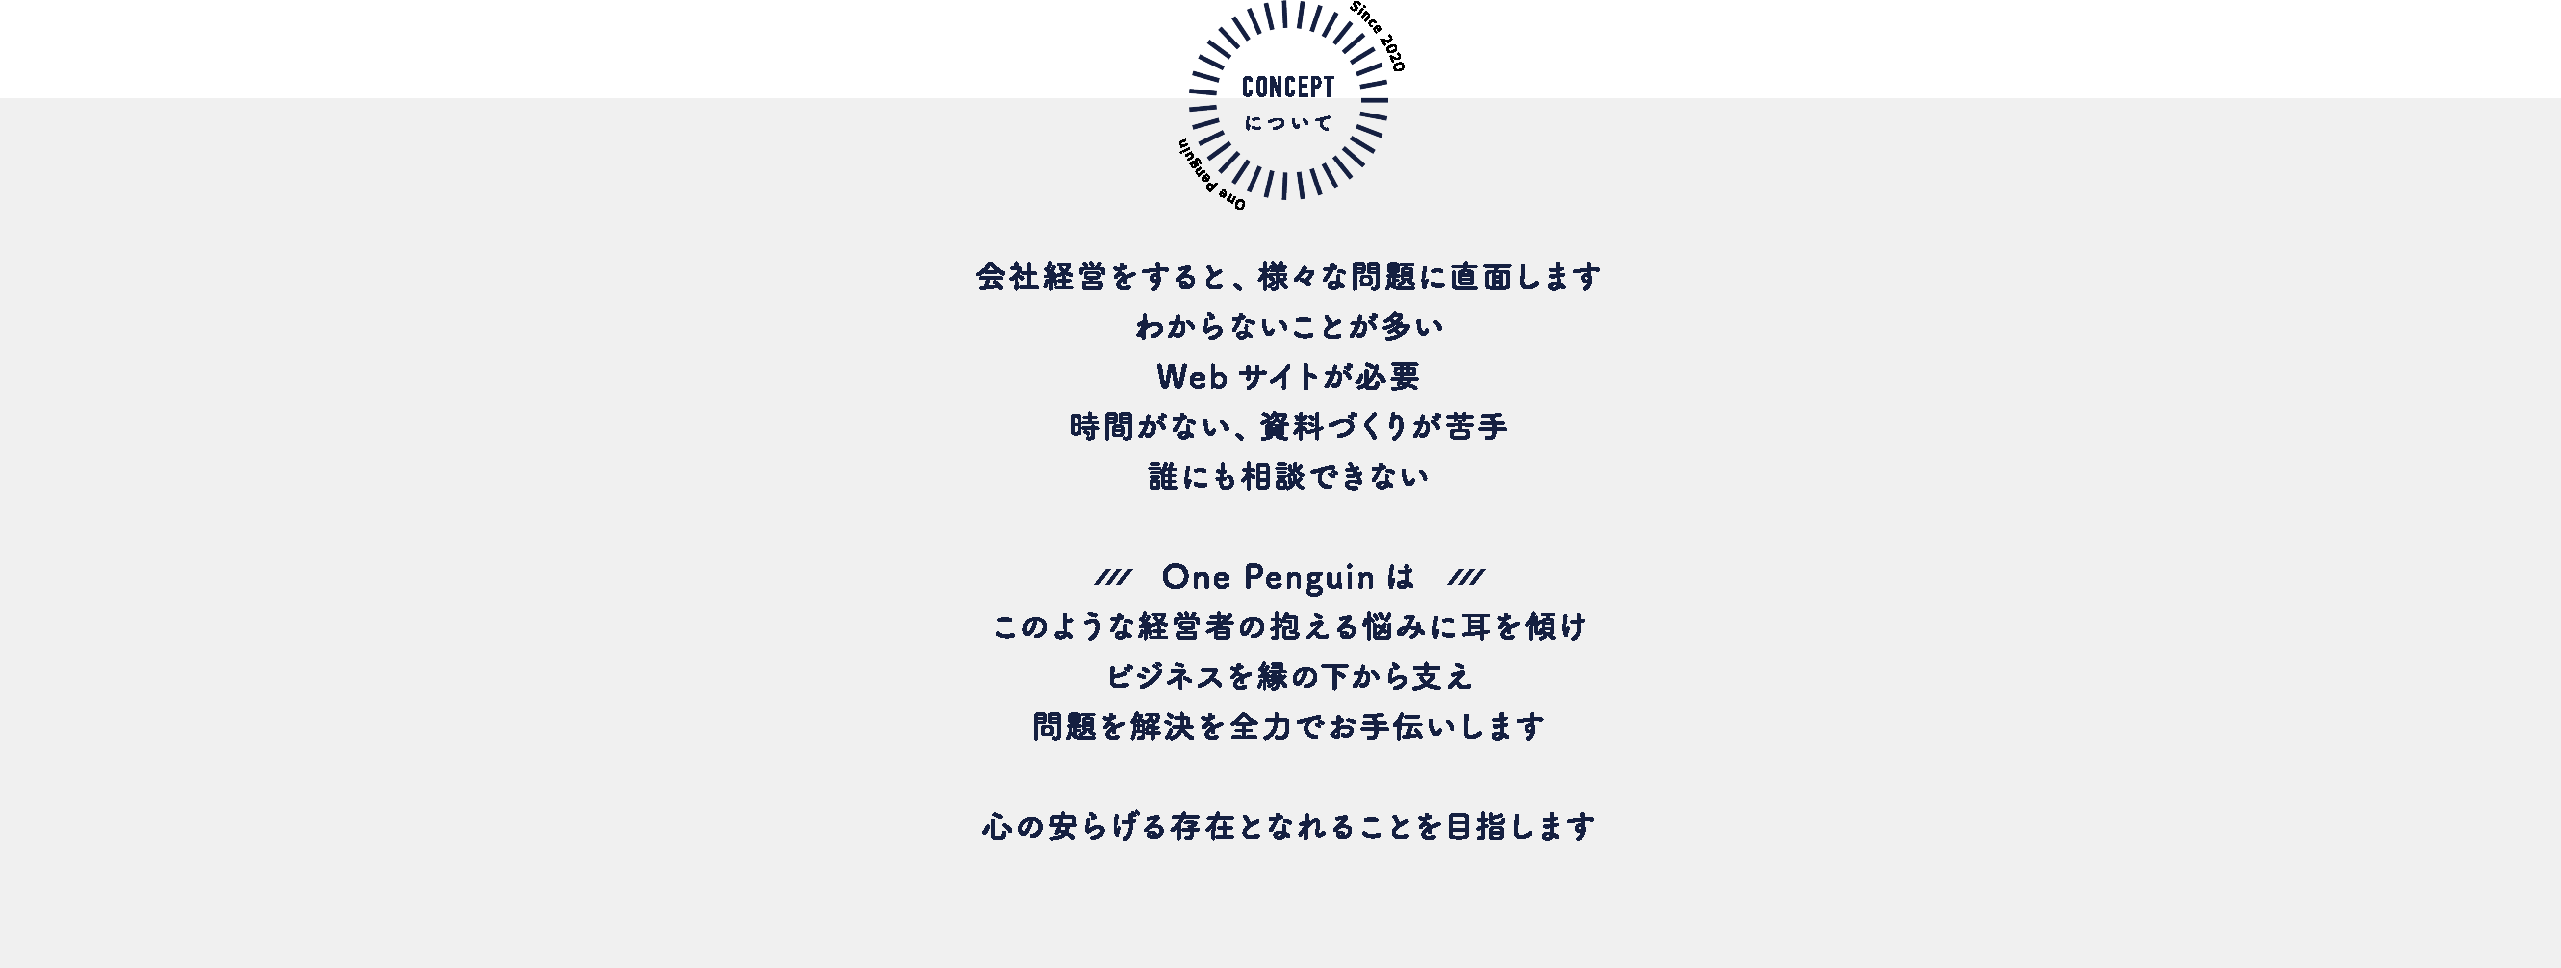 Since 2020
CONCEPT
について
One Penguin
会社経営をすると、様々な問題に直面します
わからないことが多い
Web サイトが必要
時間がない、資料づくりが苦手
誰にも相談できない
One Penguin は
このような経営者の抱える悩みに耳を傾け
ビジネスを縁の下から支え
問題を解決を全力でお手伝いします
心の安らげる存在となれることを目指します